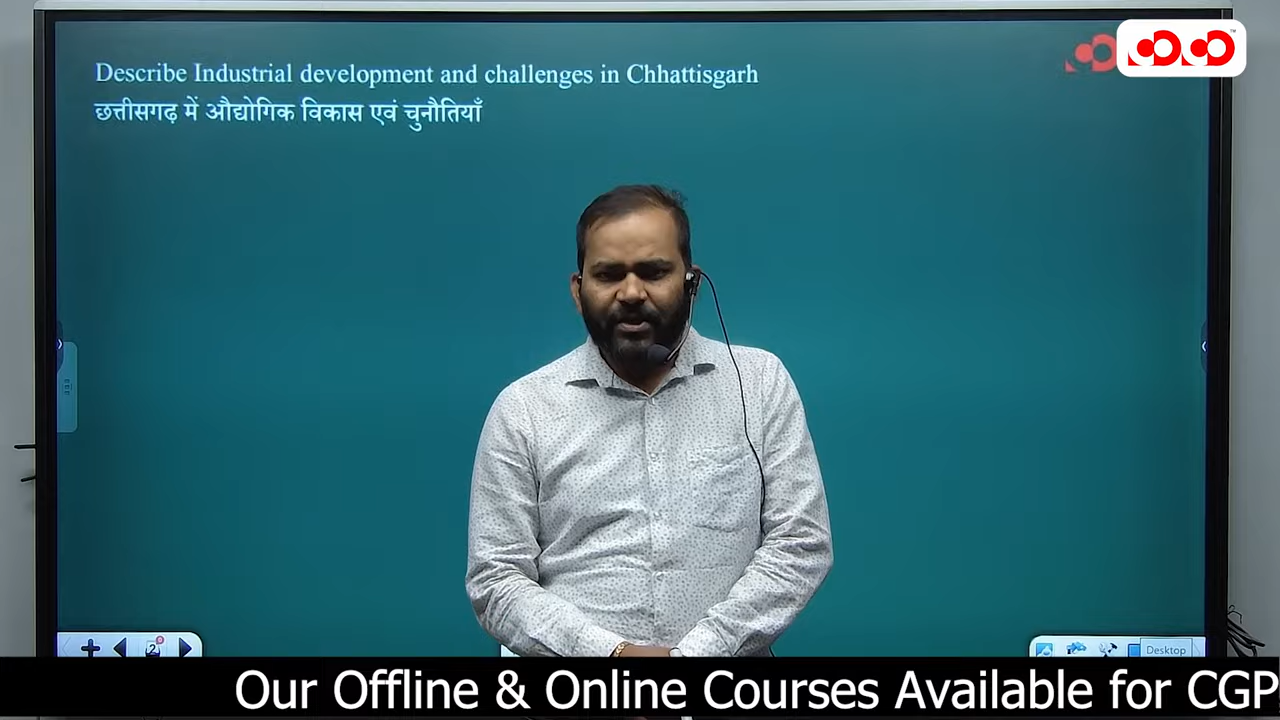 Describe Industrial development and challenges in Chhattisgarh
छत्तीसगढ़ में औद्योगिक विकास एवं चुनौतियाँ
2
Desktop
Our Offline & Online Courses Available for CGP